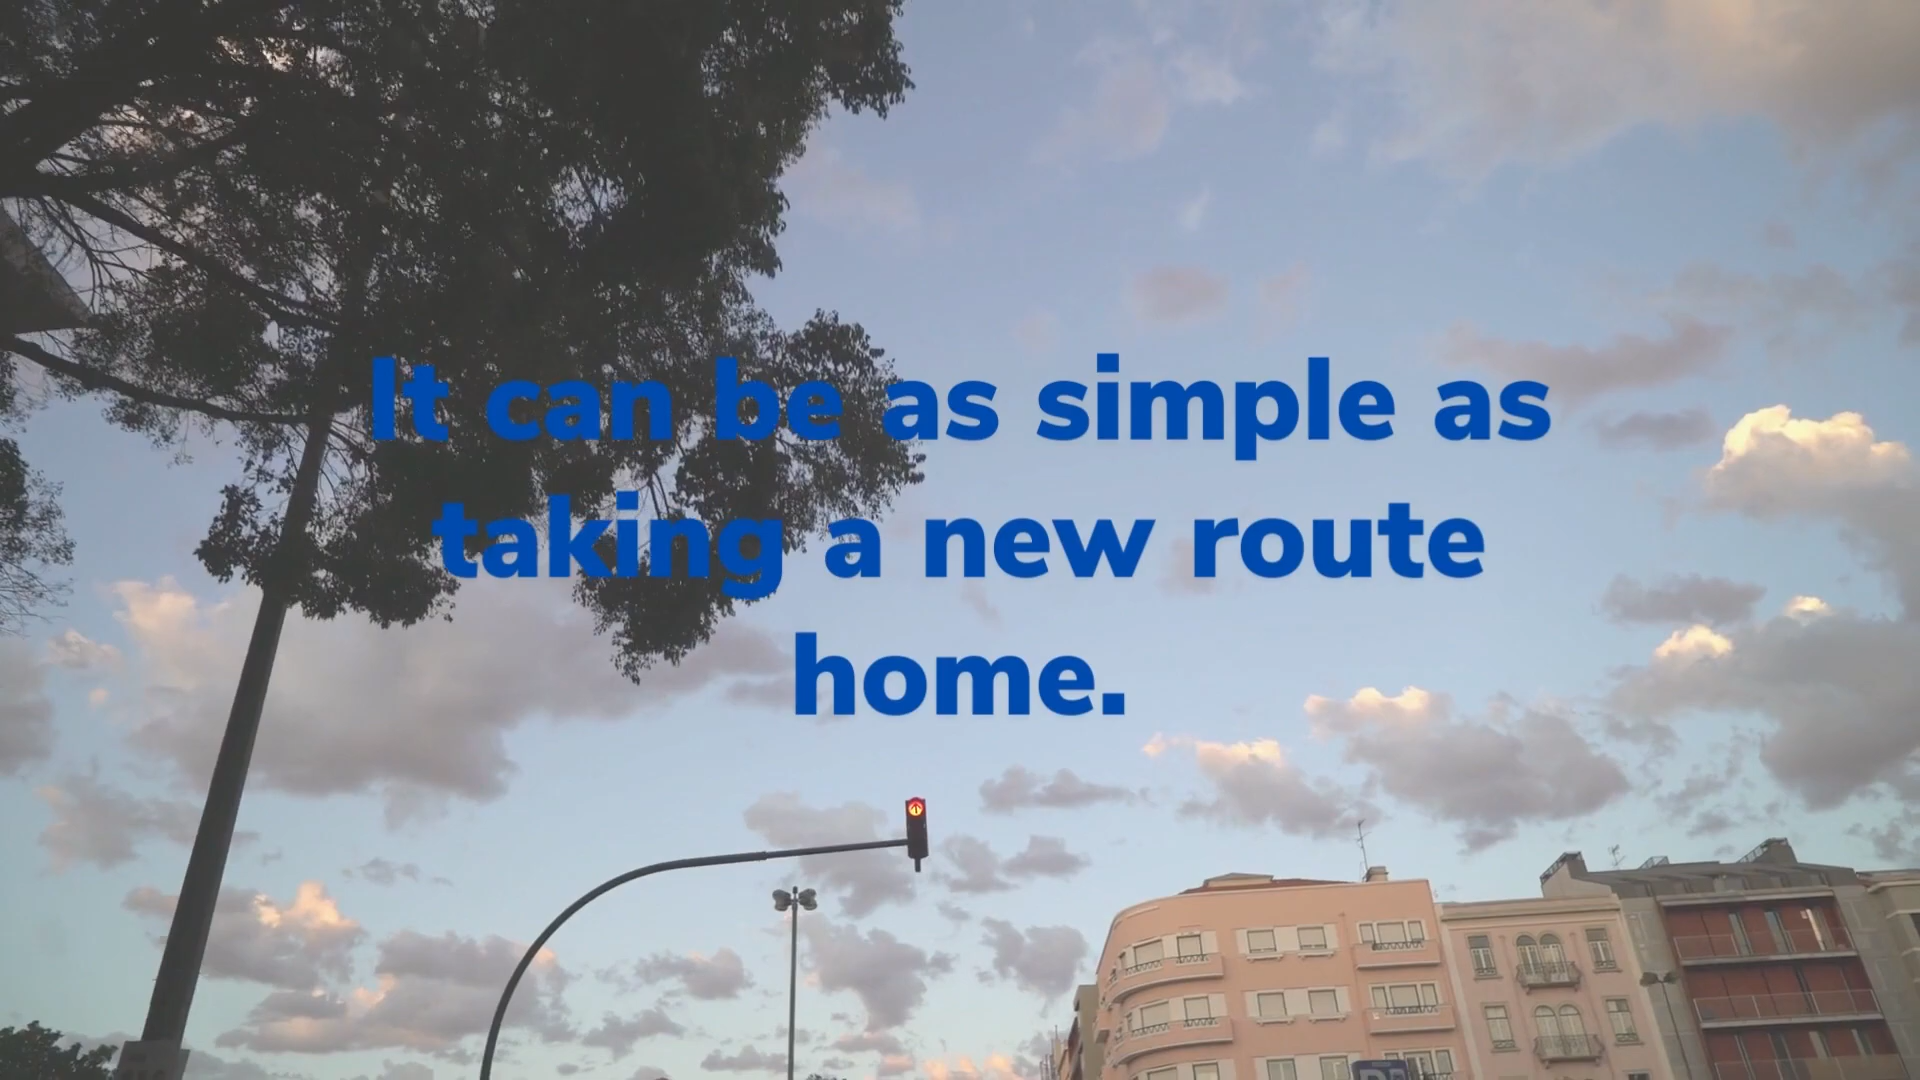 It can be as simple as
taking a new route
home.